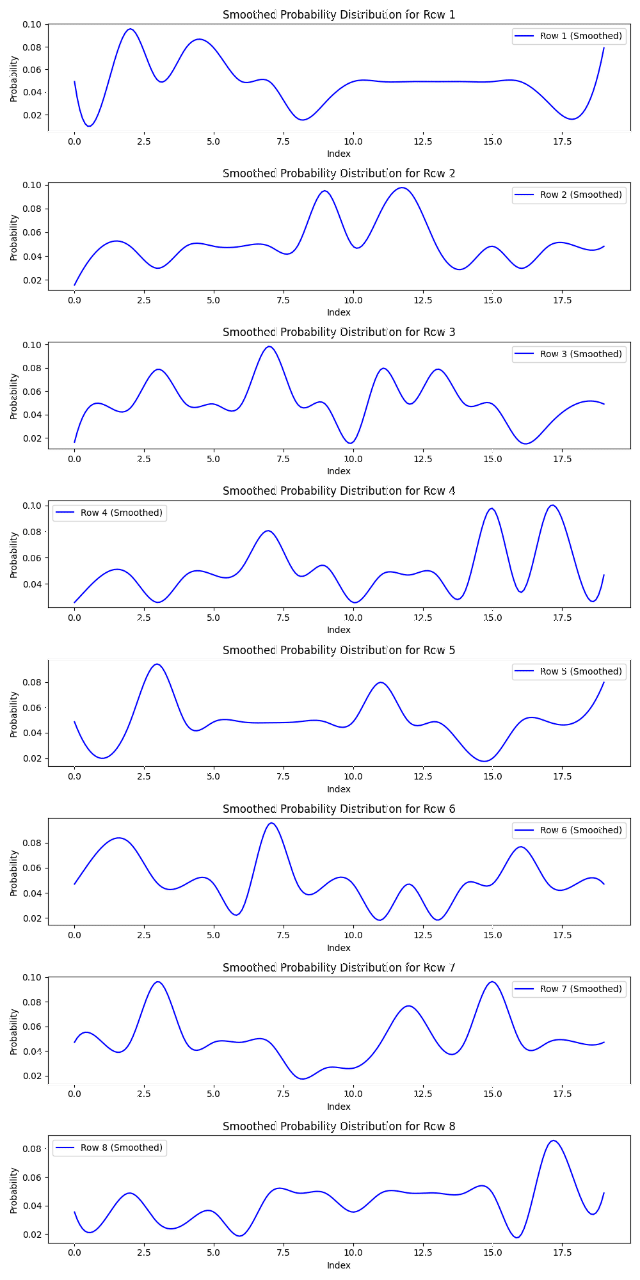 Smoothed Probability Distribution for Row 1
0.10
0.08
0.06
0.04
0.02
Probability
Row 1 (Smoothed)
0.0 2.5 5.0 7.5 10.0 12.5 15.0 17.5
Index
Smoothed Probability Distribution for Row 2
0.10
0.08
0.06
0.04
0.02
Probability
Row 2 (Smoothed)
0.0 2.5 5.0 7.5 10.0 12.5 15.0 17.5
Index
Smoothed Probability Distribution for Row 3
0.10
0.08
0.06
0.04
0.02
Probability
Row 3 (Smoothed)
0.0 2.5 5.0 7.5 10.0 12.5 15.0 17.5
Index
Smoothed Probability Distribution for Row 4
0.10
0.08
0.06
0.04
Probability
Row 4 (Smoothed)
0.0 2.5 5.0 7.5 10.0 12.5 15.0 17.5
Index
Smoothed Probability Distribution for Row 5
0.08
0.06
0.04
0.02
Probability
Row 5 (Smoothed)
0.0 2.5 5.0 7.5 10.0 12.5 15.0 17.5
Index
Smoothed Probability Distribution for Row 6
0.08
0.06
0.04
0.02
Probability
Row 6 (Smoothed)
0.0 2.5 5.0 7.5 10.0 12.5 15.0 17.5
Index
Smoothed Probability Distribution for Row 7
0.10
0.08
0.06
0.04
0.02
Probability
Row 7 (Smoothed)
0.0 2.5 5.0 7.5 10.0 12.5 15.0 17.5
Index
Smoothed Probability Distribution for Row 8
0.08
0.06
0.04
0.02
Probability
Row 8 (Smoothed)
0.0 2.5 5.0 7.5 10.0 12.5 15.0 17.5
Index